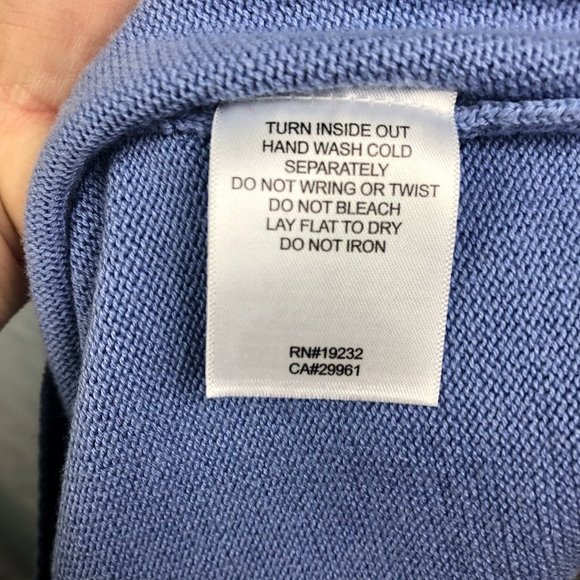 TURN INSIDE OUT
HAND WASH COLD
SEPARATELY
DO NOT WRING OR TWIST
DO NOT BLEACH
LAY FLAT TO DRY
DO NOT IRON
RN#19232
CA#29961